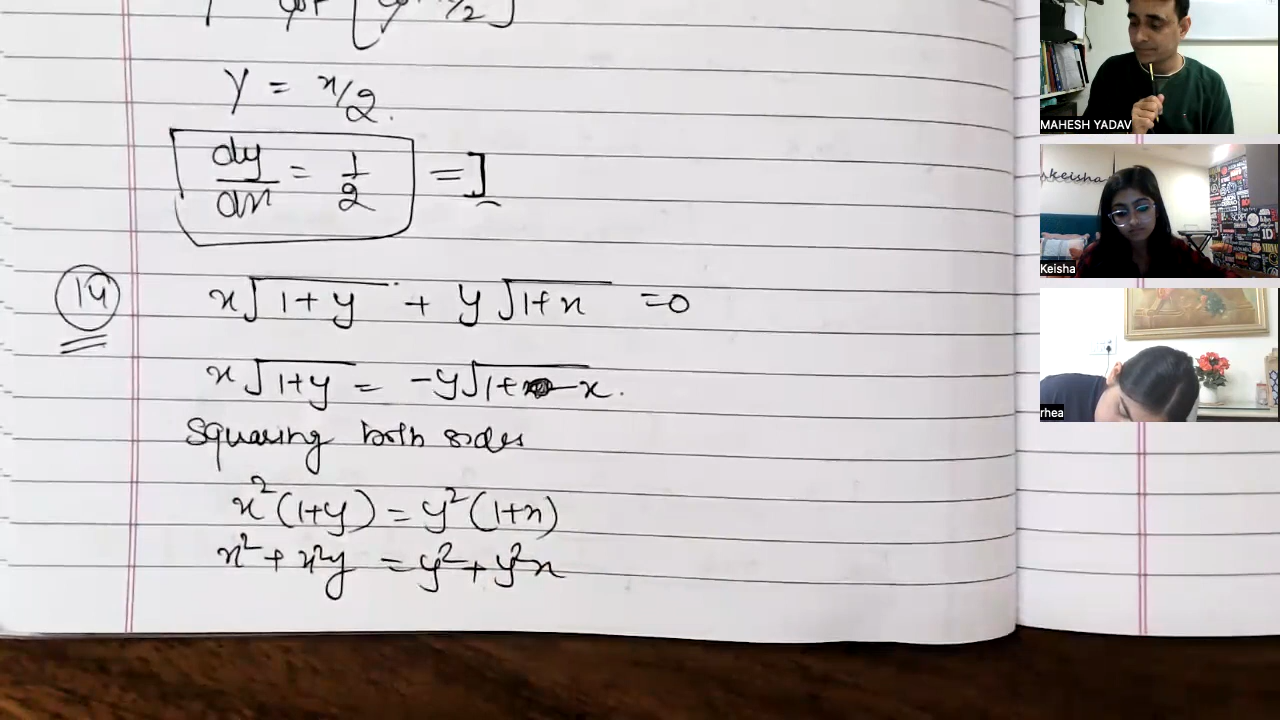 y = x/2.
dy/dx = 1/2 = ]
14
x√1+y + y√1+x = 0
x√1+y = -y√1+ x.
Squaring both sides
x²(1+y) = y²(1+x)
x² + x²y = y² + y²x
MAHESH YADAV
keisha
Keisha
rhea